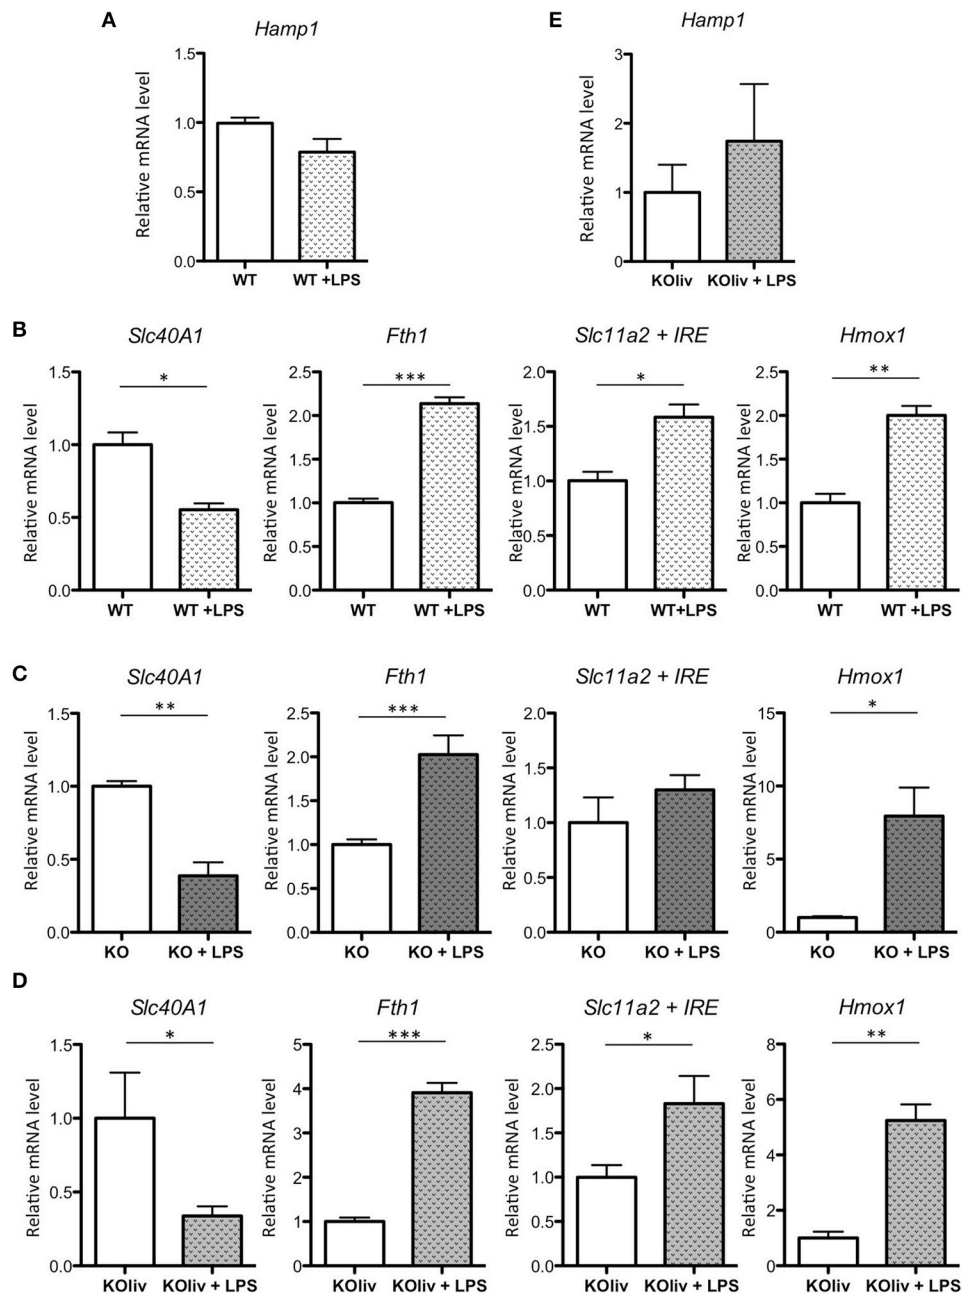 A
Hamp1
Relative mRNA level
1.5
1.0
0.5
0.0
WT
WT +LPS
E
Hamp1
Relative mRNA level
3
2
1
0
KOliv
KOliv + LPS
B
Slc40A1
Relative mRNA level
1.5
1.0
0.5
0.0
*
WT
WT +LPS
Fth1
Relative mRNA level
2.5
2.0
1.5
1.0
0.5
0.0
***
WT
WT +LPS
Slc11a2 + IRE
Relative mRNA level
2.0
1.5
1.0
0.5
0.0
*
WT
WT+LPS
Hmox1
Relative mRNA level
2.5
2.0
1.5
1.0
0.5
0.0
**
WT
WT +LPS
C
Slc40A1
Relative mRNA level
1.5
1.0
0.5
0.0
**
KO
KO + LPS
Fth1
Relative mRNA level
2.5
2.0
1.5
1.0
0.5
0.0
***
KO
KO + LPS
Slc11a2 + IRE
Relative mRNA level
2.0
1.5
1.0
0.5
0.0
KO
KO + LPS
Hmox1
Relative mRNA level
15
10
5
0
*
KO
KO + LPS
D
Slc40A1
Relative mRNA level
1.5
1.0
0.5
0.0
*
KOliv
KOliv + LPS
Fth1
Relative mRNA level
5
4
3
2
1
0
***
KOliv
KOliv + LPS
Slc11a2 + IRE
Relative mRNA level
2.5
2.0
1.5
1.0
0.5
0.0
*
KOliv
KOliv + LPS
Hmox1
Relative mRNA level
8
6
4
2
0
**
KOliv
KOliv + LPS